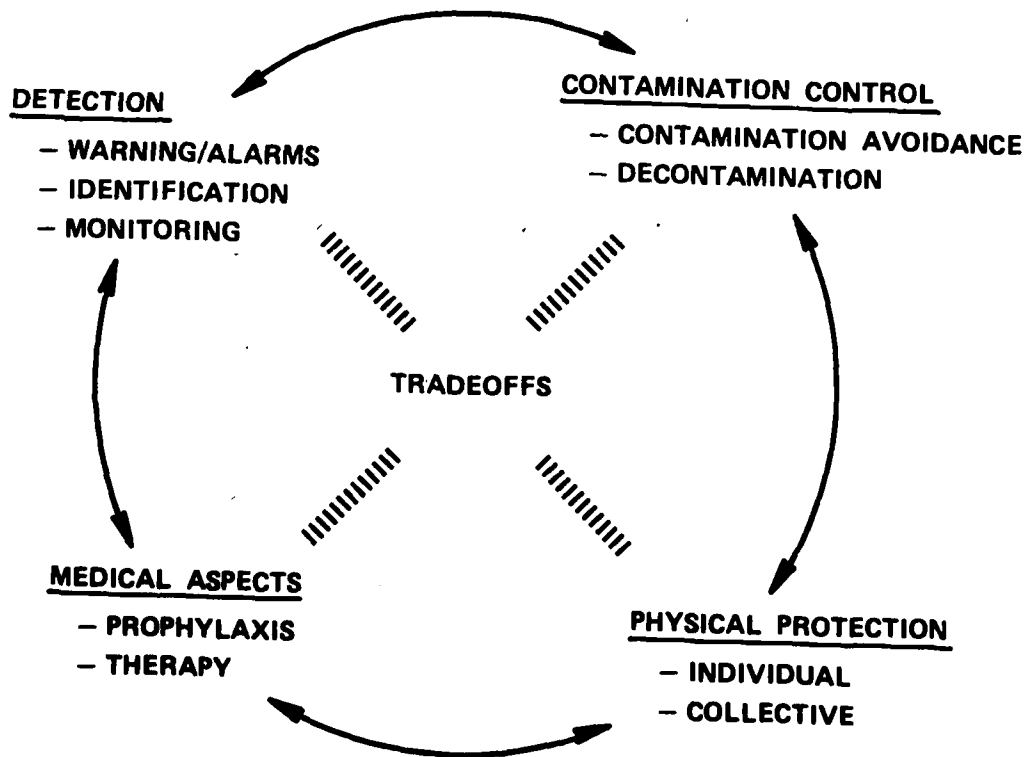 DETECTION
– WARNING/ALARMS
– IDENTIFICATION
– MONITORING
CONTAMINATION CONTROL
– CONTAMINATION AVOIDANCE
– DECONTAMINATION
TRADEOFFS
MEDICAL ASPECTS
– PROPHYLAXIS
– THERAPY
PHYSICAL PROTECTION
– INDIVIDUAL
– COLLECTIVE